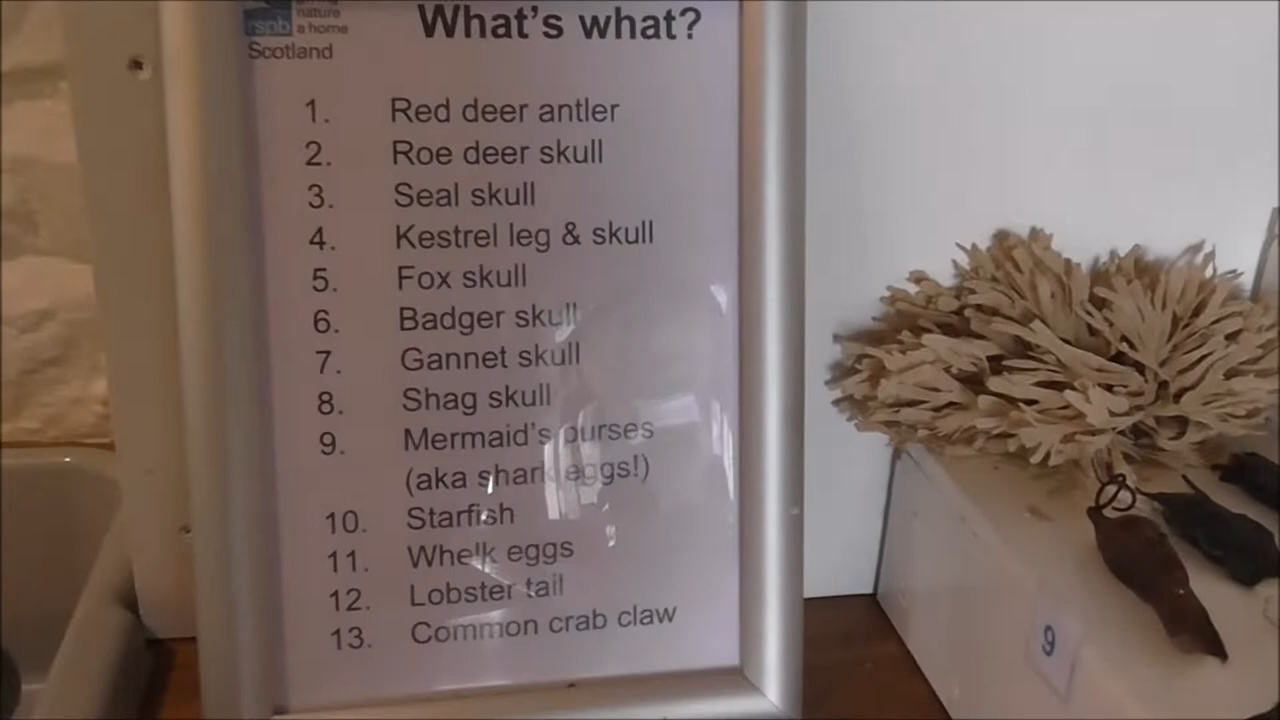 nature
rspb a home
Scotland
What's what?
1. Red deer antler
2. Roe deer skull
3. Seal skull
4. Kestrel leg & skull
5. Fox skull
6. Badger skull
7. Gannet skull
8. Shag skull
9. Mermaid's purses
(aka shark eggs!)
10. Starfish
11. Whelk eggs
12. Lobster tail
13. Common crab claw
9